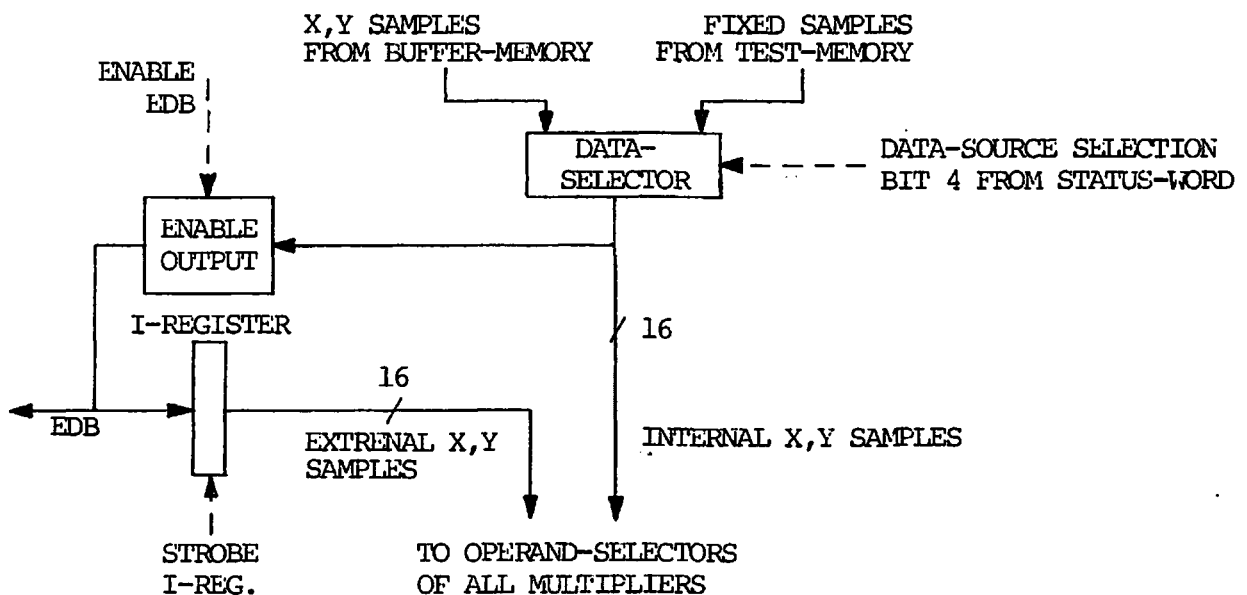 X,Y SAMPLES
FROM BUFFER-MEMORY
FIXED SAMPLES
FROM TEST-MEMORY
ENABLE
EDB
DATA-
SELECTOR
DATA-SOURCE SELECTION
BIT 4 FROM STATUS-WORD
ENABLE
OUTPUT
I-REGISTER
16
16
EDB
EXTRENAL X,Y
SAMPLES
INTERNAL X,Y SAMPLES
STROBE
I-REG.
TO OPERAND-SELECTORS
OF ALL MULTIPLIERS